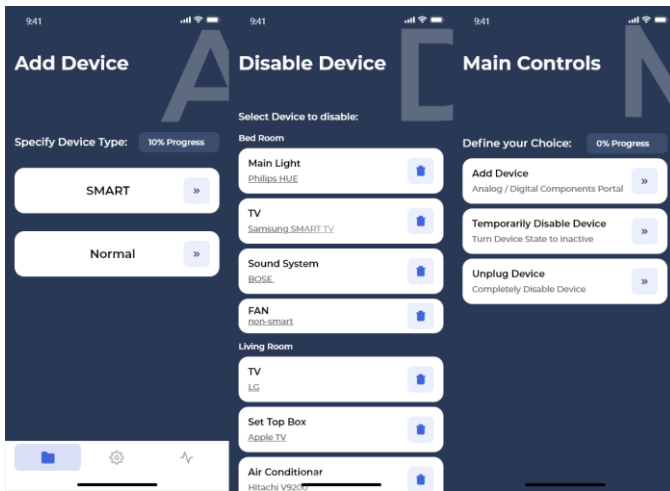 9:41
A
Add Device
Specify Device Type:
10% Progress
SMART
»
Normal
»
9:41
D
Disable Device
Select Device to disable:
Bed Room
Main Light
Philips HUE
TV
Samsung SMART TV
Sound System
BOSE
FAN
non-smart
Living Room
TV
LG
Set Top Box
Apple TV
Air Conditionar
Hitachi V9200
9:41
Main Controls
Define your Choice:
0% Progress
Add Device
Analog / Digital Components Portal
»
Temporarily Disable Device
Turn Device State to inactive
»
Unplug Device
Completely Disable Device
»